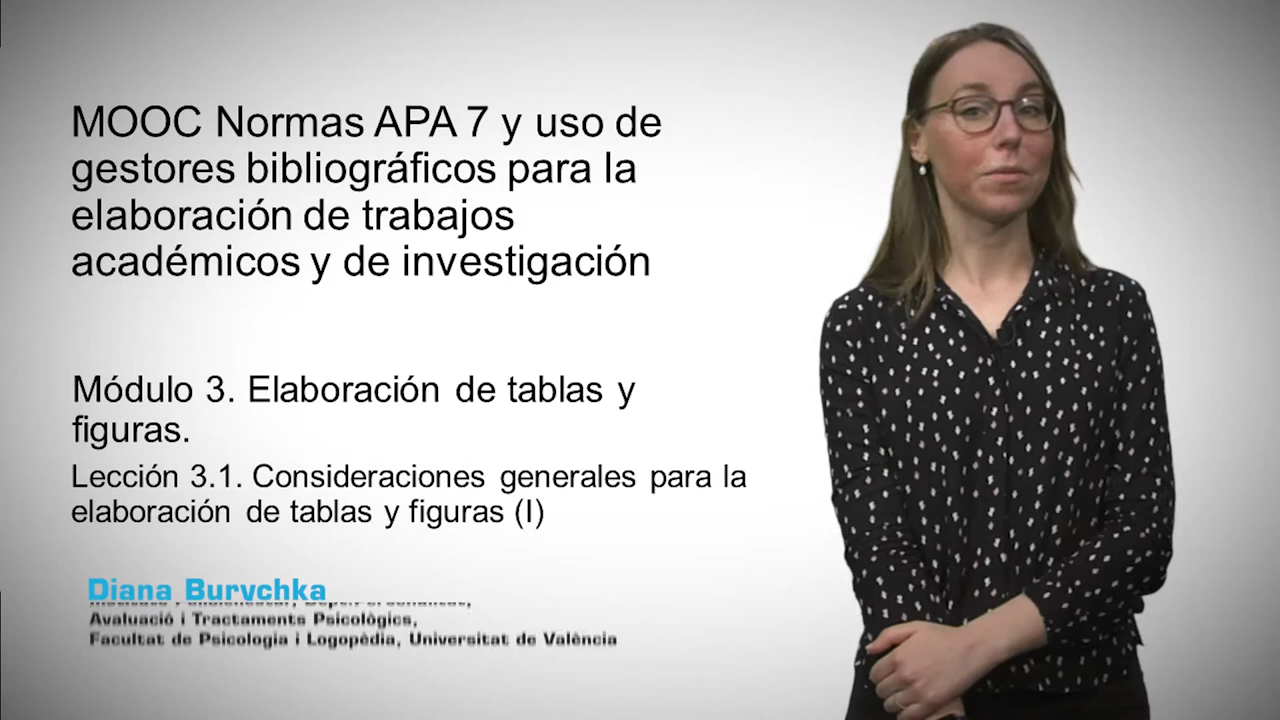 MOOC Normas APA 7 y uso de
gestores bibliográficos para la
elaboración de trabajos
académicos y de investigación
Módulo 3. Elaboración de tablas y
figuras.
Lección 3.1. Consideraciones generales para la
elaboración de tablas y figuras (I)
Diana Burychka
Avaluació i Tractaments Psicològics,
Facultat de Psicologia i Logopèdia, Universitat de València